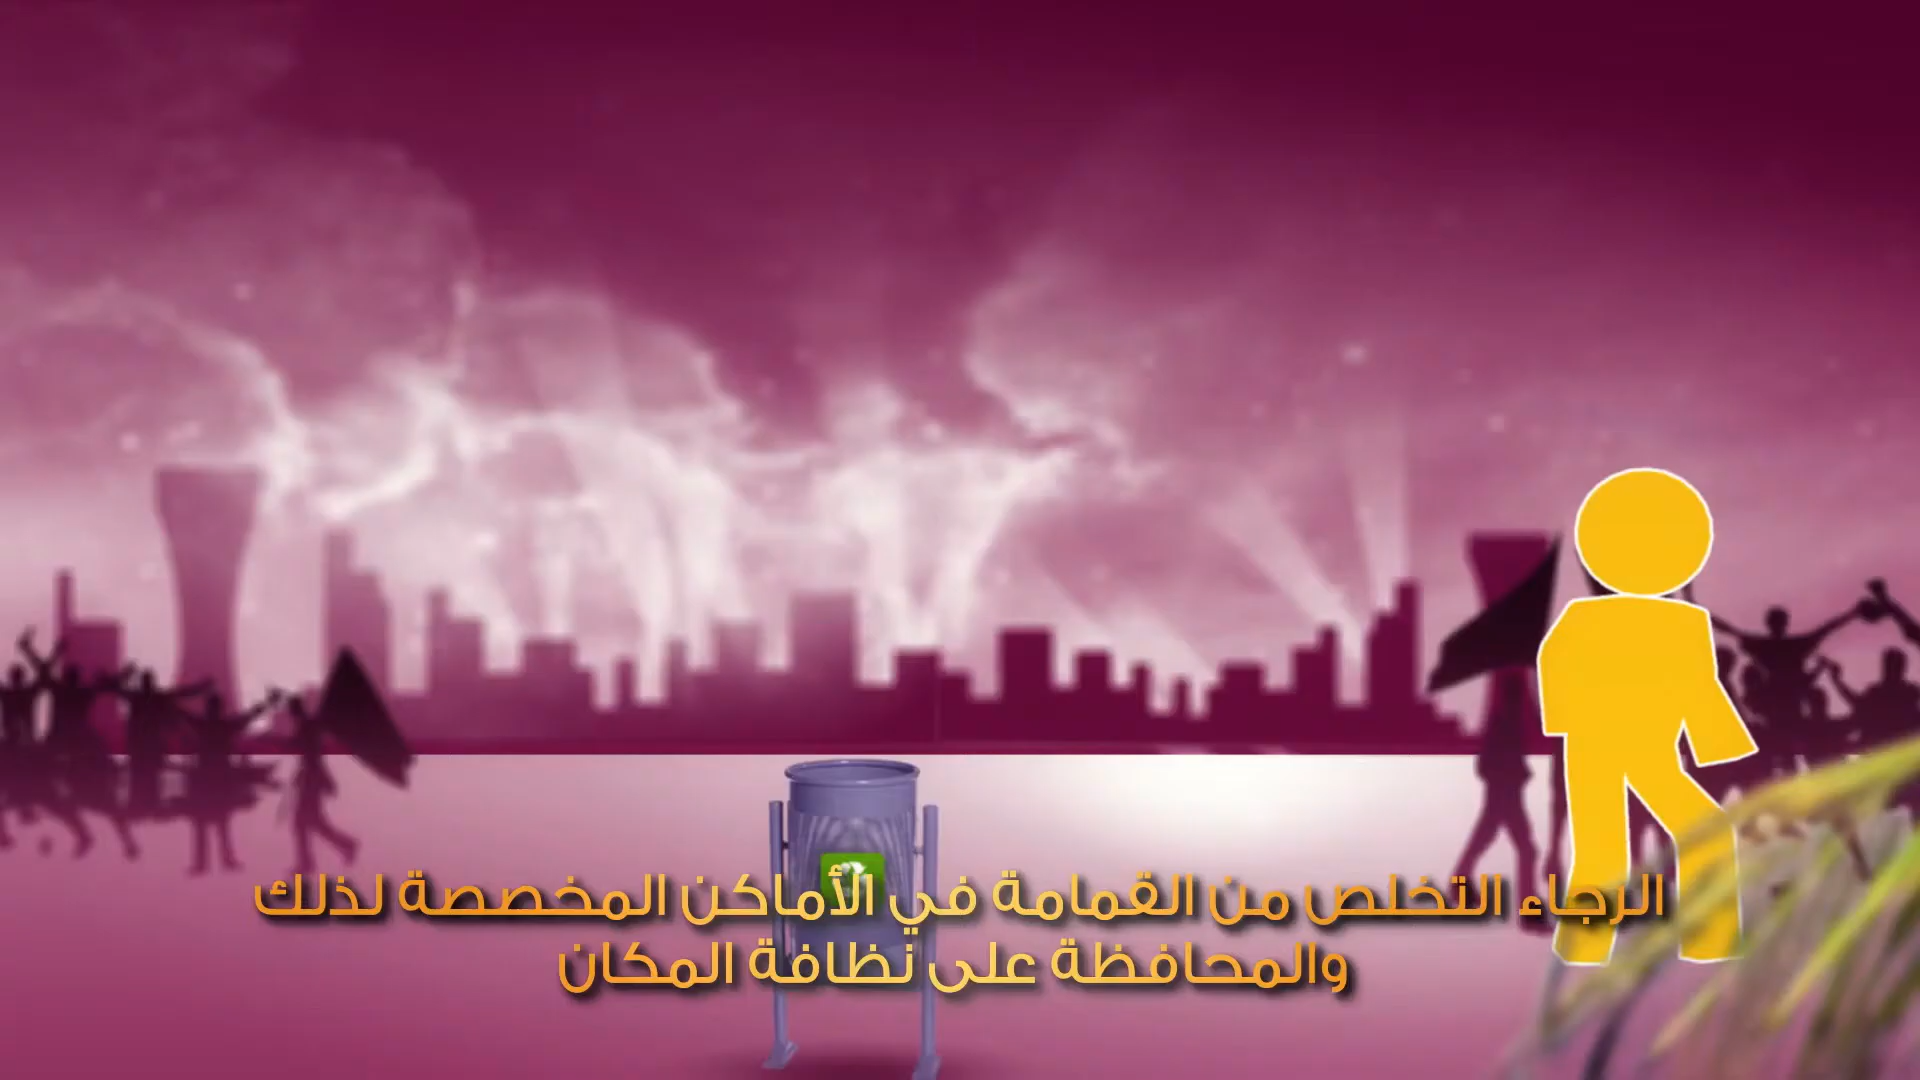 الرجاء التخلص من القمامة في الأماكن المخصصة لذلك
والمحافظة على نظافة المكان